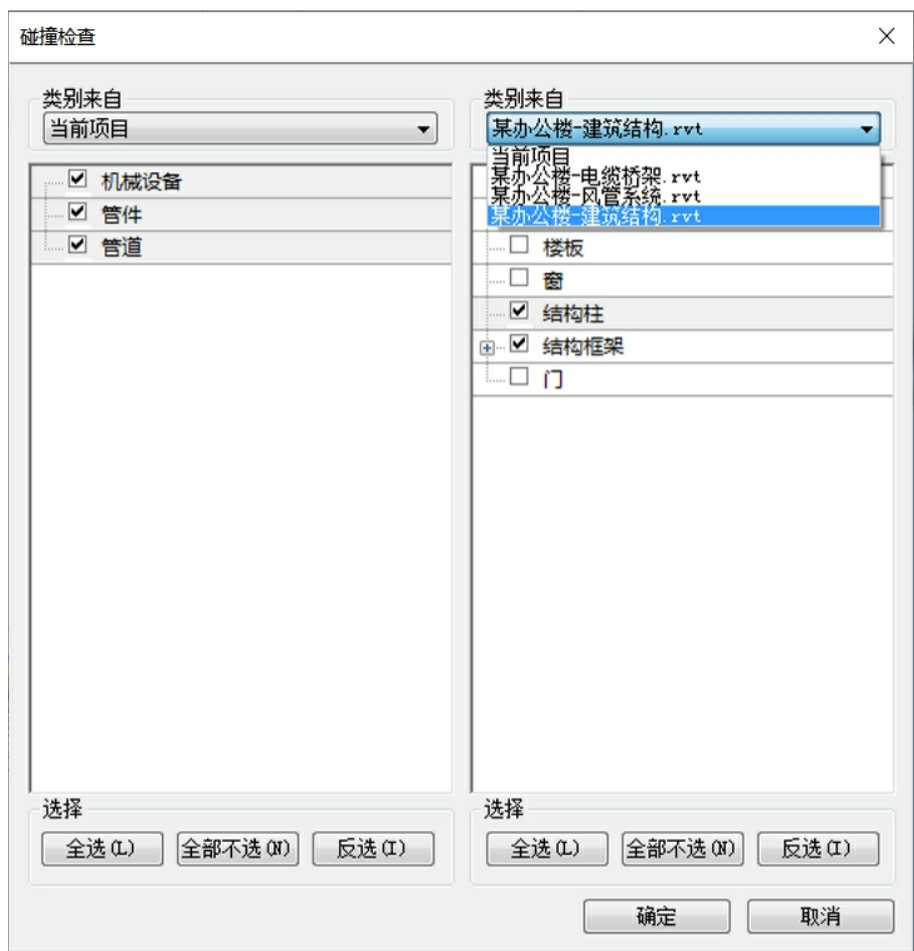 碰撞检查
类别来自
当前项目
机械设备
管件
管道
选择
全选(L)
全部不选(N)
反选(I)
类别来自
某办公楼-建筑结构.rvt
当前项目
某办公楼-电缆桥架.rvt
某办公楼-风管系统.rvt
某办公楼-建筑结构.rvt
楼板
窗
结构柱
结构框架
门
选择
全选(L)
全部不选(N)
反选(I)
确定
取消